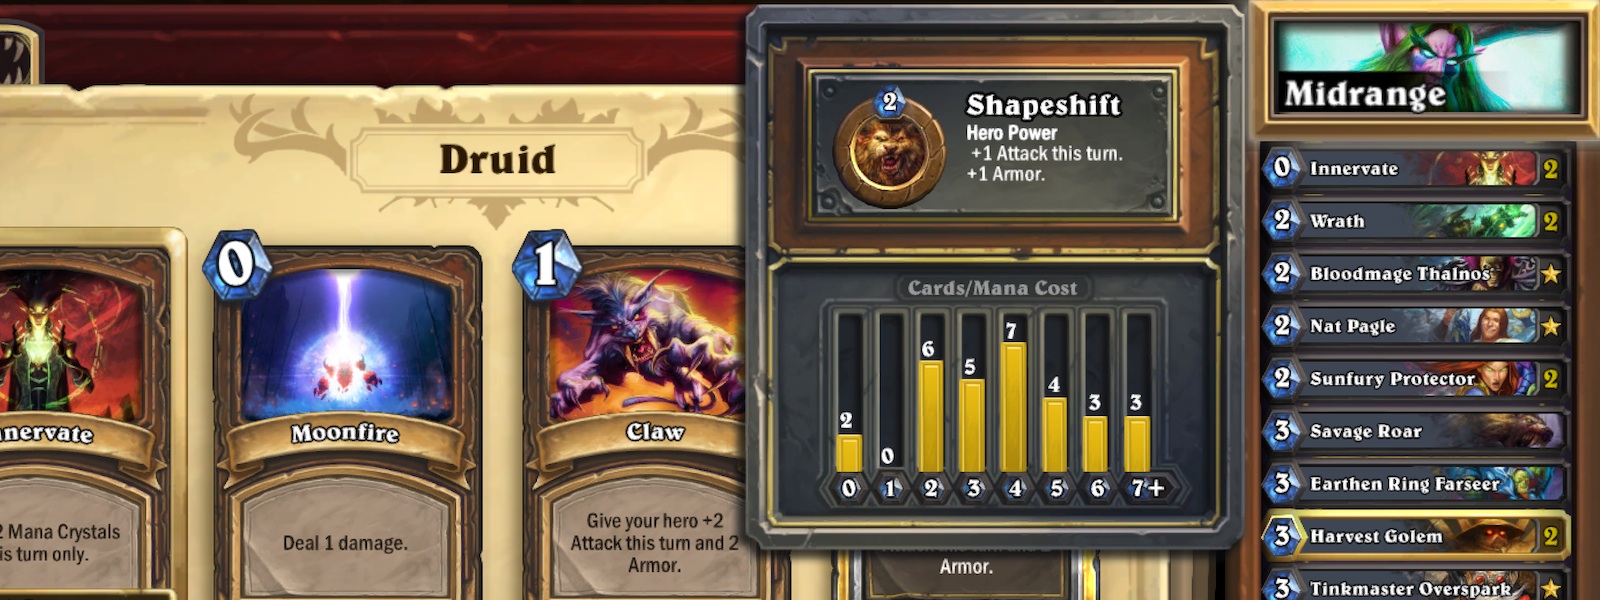 Druid
nnervate
2 Mana Crystals
is turn only.
0
Moonfire
Deal 1 damage.
1
Claw
Give your hero +2
Attack this turn and 2
Armor.
Armor.
2
Shapeshift
Hero Power
+1 Attack this turn.
+1 Armor.
Cards/Mana Cost
2 0 6 5 7 4 3 3
0 1 2 3 4 5 6 7+
Midrange
0 Innervate 2
2 Wrath 2
2 Bloodmage Thalnos
2 Nat Pagle
2 Sunfury Protector 2
3 Savage Roar
3 Earthen Ring Farseer
3 Harvest Golem 2
3 Tinkmaster Overspark